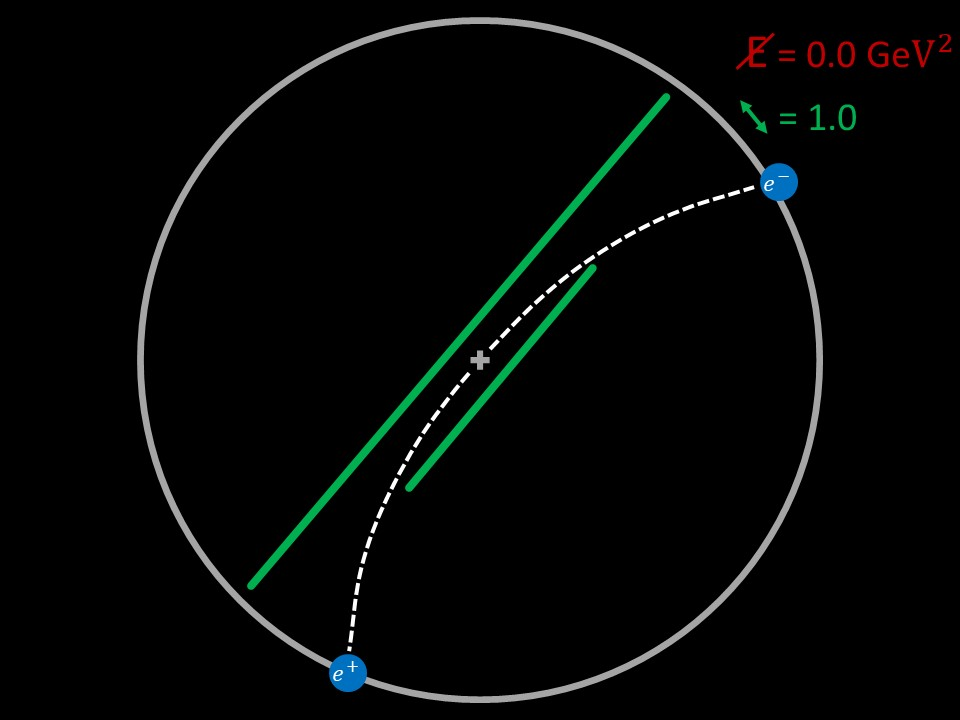 E̸ = 0.0 GeV²
= 1.0
e⁻
e⁺